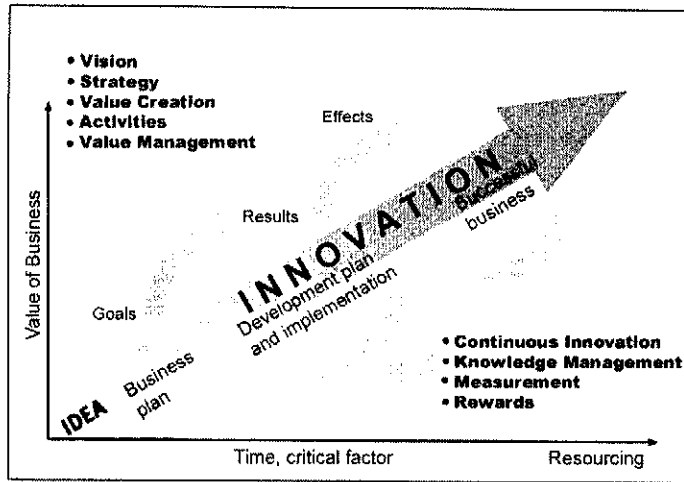 • Vision
• Strategy
• Value Creation
• Activities
• Value Management
Effects
Results
Goals
Value of Business
IDEA
Business
plan
INNOVATION
Development plan
and implementation
Successful
business
• Continuous Innovation
• Knowledge Management
• Measurement
• Rewards
Time, critical factor
Resourcing